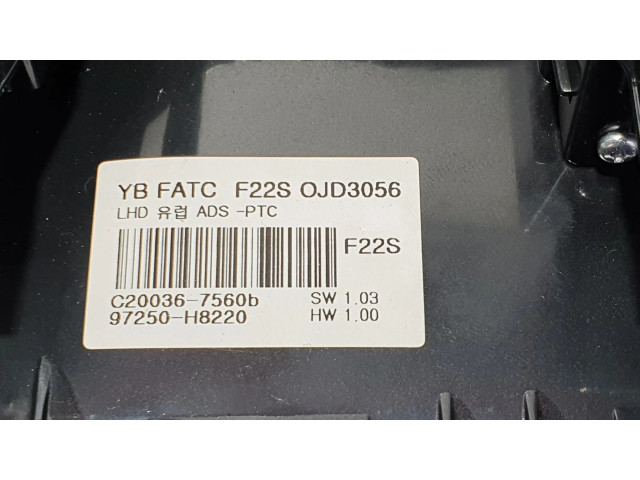 YB FATC F22S OJD3056
LHD 유럽 ADS -PTC
F22S
C20036-7560b SW 1.03
97250-H8220 HW 1.00